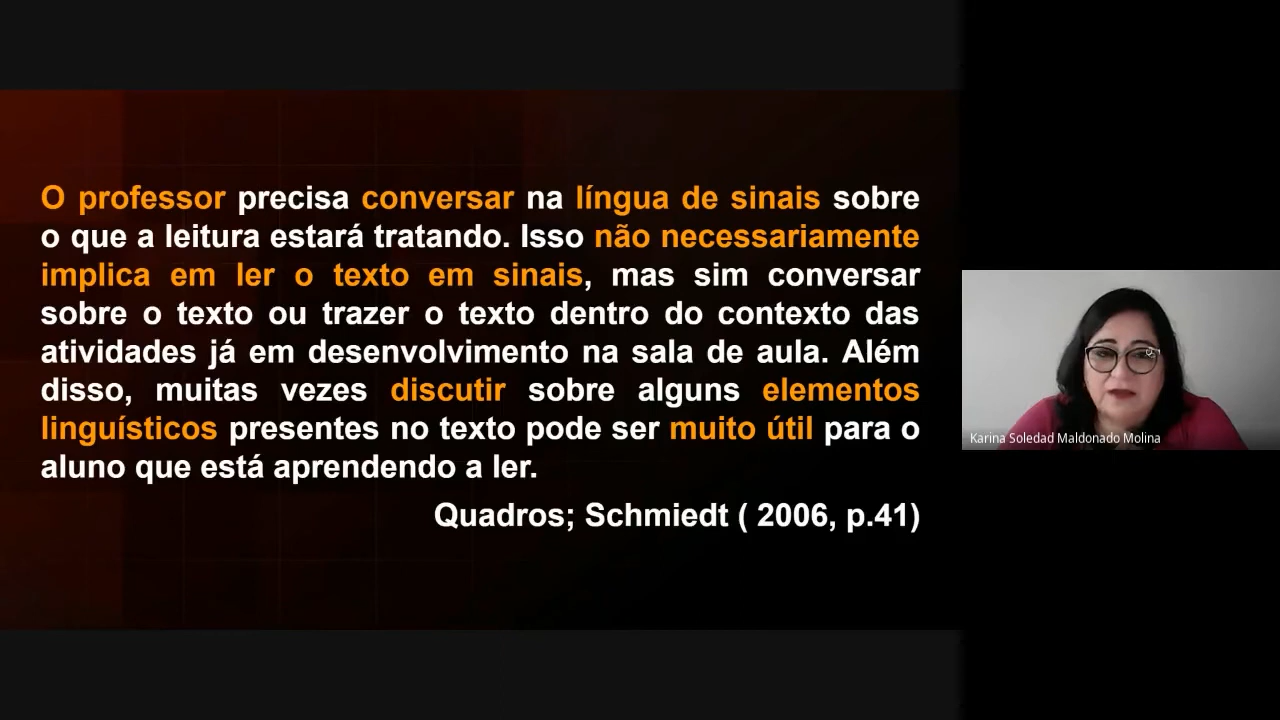 O professor precisa conversar na língua de sinais sobre
o que a leitura estará tratando. Isso não necessariamente
implica em ler o texto em sinais, mas sim conversar
sobre o texto ou trazer o texto dentro do contexto das
atividades já em desenvolvimento na sala de aula. Além
disso, muitas vezes discutir sobre alguns elementos
linguísticos presentes no texto pode ser muito útil para o
aluno que está aprendendo a ler.
Quadros; Schmiedt ( 2006, p.41)
Karina Soledad Maldonado Molina